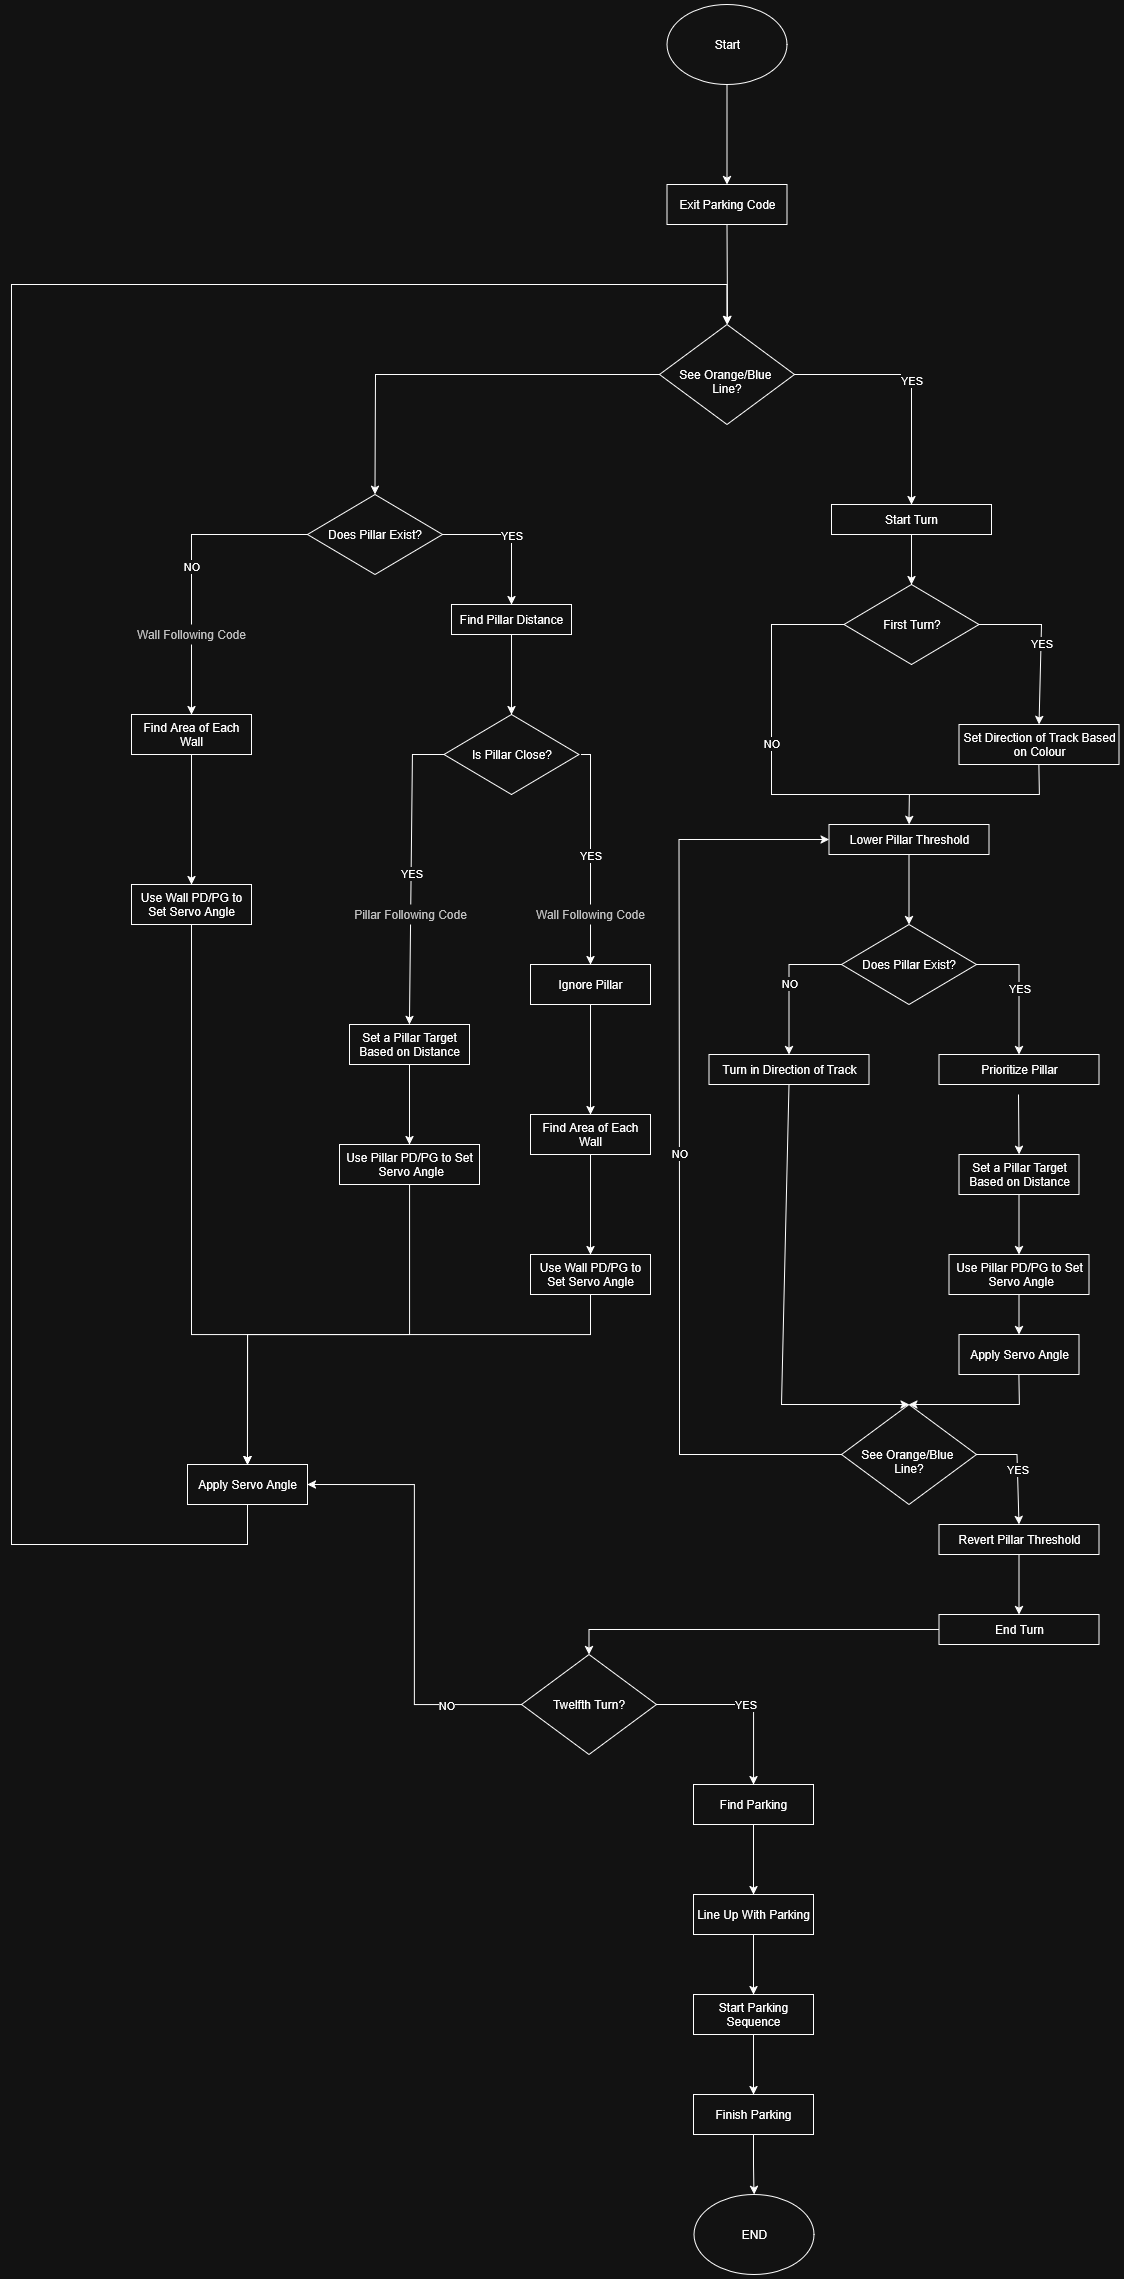 Start
Exit Parking Code
See Orange/Blue
Line?
YES
Start Turn
Does Pillar Exist?
YES
NO
Find Pillar Distance
First Turn?
Wall Following Code
YES
Find Area of Each
Wall
Is Pillar Close?
NO
Set Direction of Track Based
on Colour
Lower Pillar Threshold
YES
YES
Use Wall PD/PG to
Set Servo Angle
Pillar Following Code
Wall Following Code
Does Pillar Exist?
Ignore Pillar
NO
YES
Set a Pillar Target
Based on Distance
Turn in Direction of Track
Prioritize Pillar
Find Area of Each
Wall
NO
Use Pillar PD/PG to Set
Servo Angle
Set a Pillar Target
Based on Distance
Use Wall PD/PG to
Set Servo Angle
Use Pillar PD/PG to Set
Servo Angle
Apply Servo Angle
See Orange/Blue
Line?
YES
Apply Servo Angle
Revert Pillar Threshold
End Turn
Twelfth Turn?
NO
YES
Find Parking
Line Up With Parking
Start Parking
Sequence
Finish Parking
END